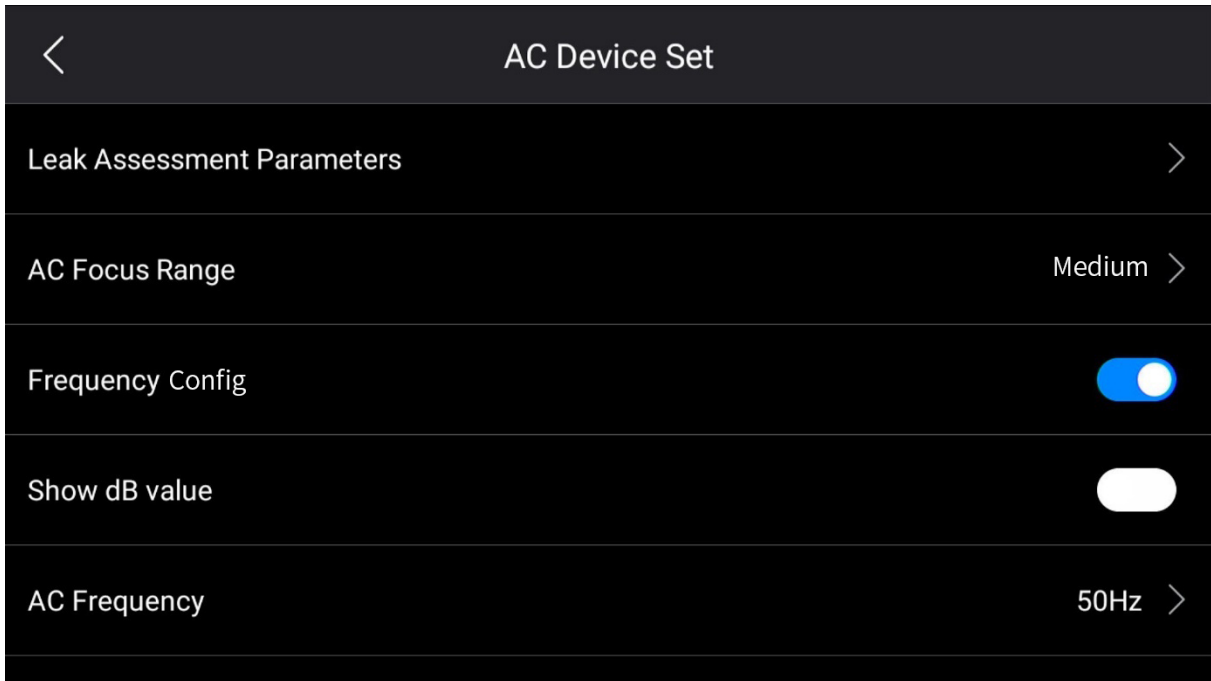 AC Device Set
Leak Assessment Parameters
AC Focus Range Medium
Frequency Config
Show dB value
AC Frequency 50Hz